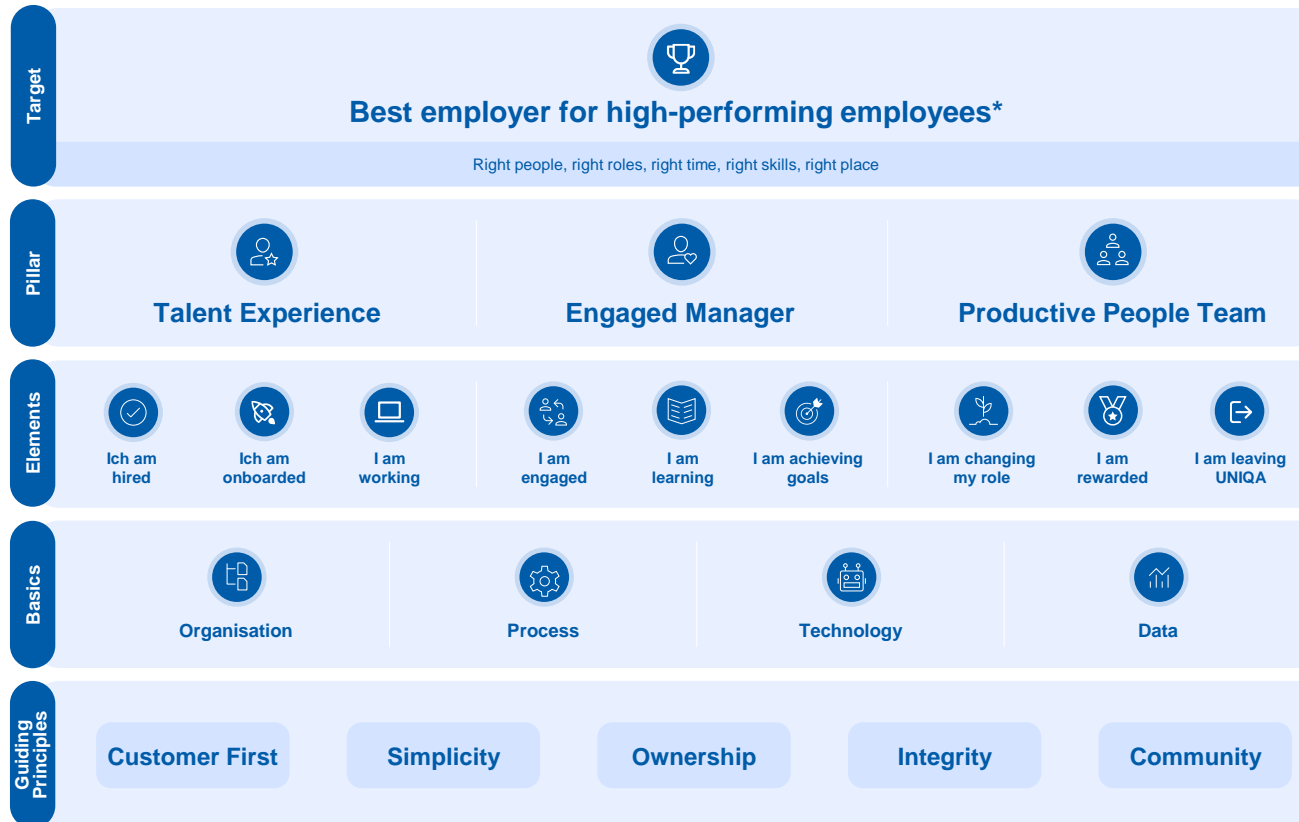 Target
Best employer for high-performing employees*
Right people, right roles, right time, right skills, right place
Pillar
Talent Experience
Engaged Manager
Productive People Team
Elements
Ich am
hired
Ich am
onboarded
I am
working
I am
engaged
I am
learning
I am achieving
goals
I am changing
my role
I am
rewarded
I am leaving
UNIQA
Basics
Organisation
Process
Technology
Data
Guiding
Principles
Customer First
Simplicity
Ownership
Integrity
Community